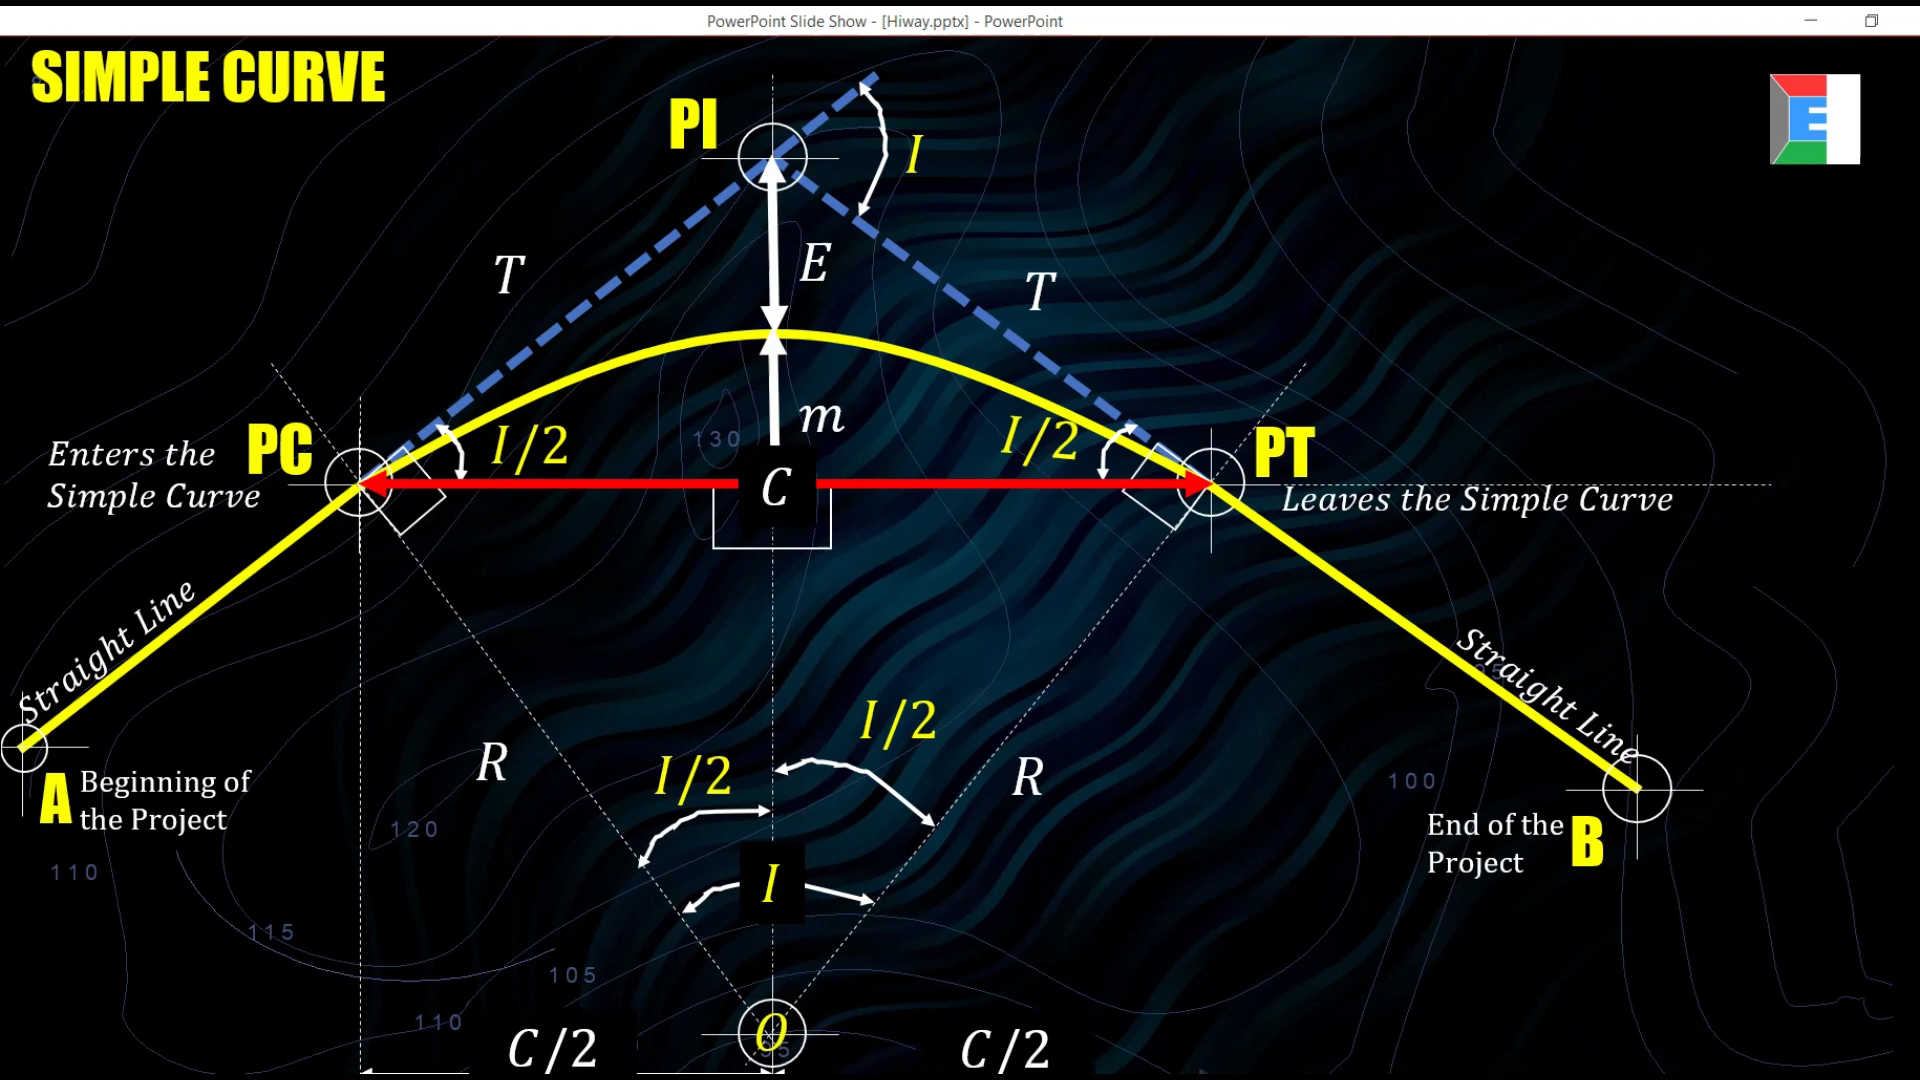 PowerPoint Slide Show - [Hiway.pptx] - PowerPoint
SIMPLE CURVE
E
PI
I
E
T
T
m
130
I/2
I/2
PC
PT
Enters the
Simple Curve
C
Leaves the Simple Curve
Straight Line
Straight Line
I/2
I/2
R
R
A
Beginning of
the Project
100
End of the
Project
B
120
110
I
115
105
110
O
C/2
C/2